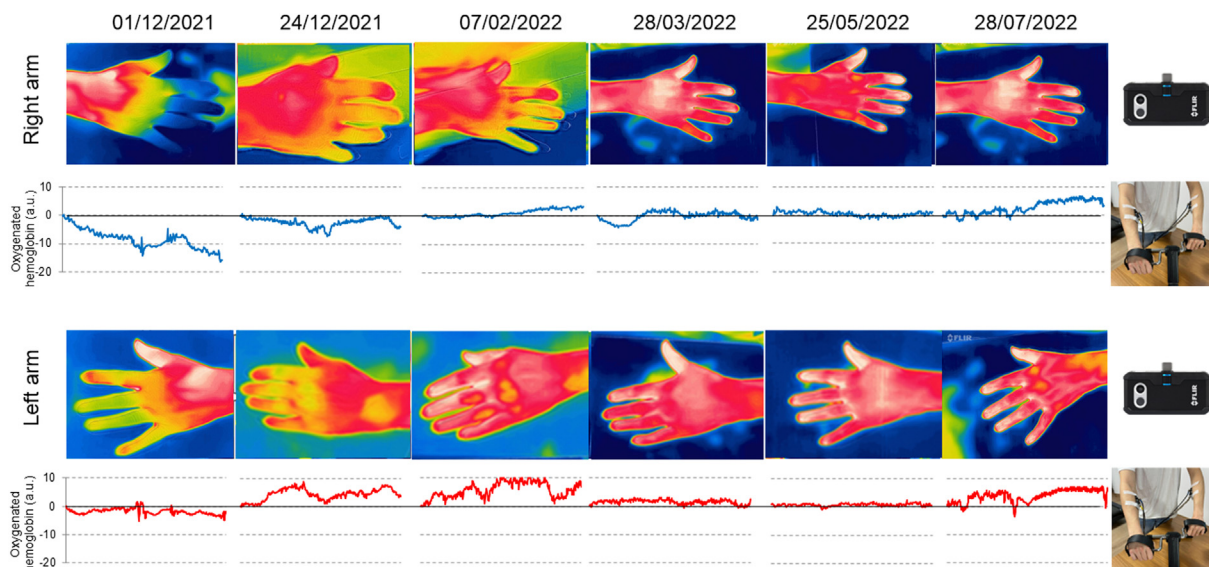 01/12/2021 24/12/2021 07/02/2022 28/03/2022 25/05/2022 28/07/2022
Right arm
FLIR
Oxygenated
hemoglobin (a.u.)
10
0
-10
-20
Left arm
FLIR
FLIR
Oxygenated
hemoglobin (a.u.)
10
0
-10
-20